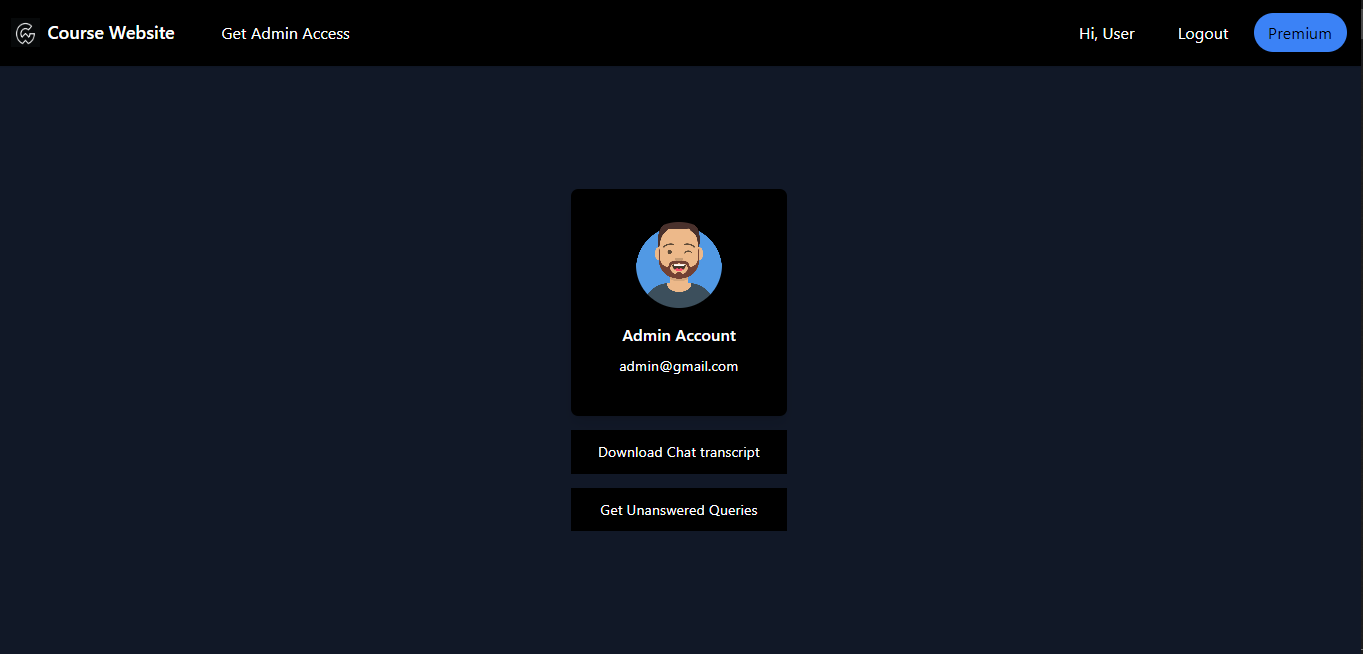 Course Website
Get Admin Access
Hi, User
Logout
Premium
Admin Account
admin@gmail.com
Download Chat transcript
Get Unanswered Queries